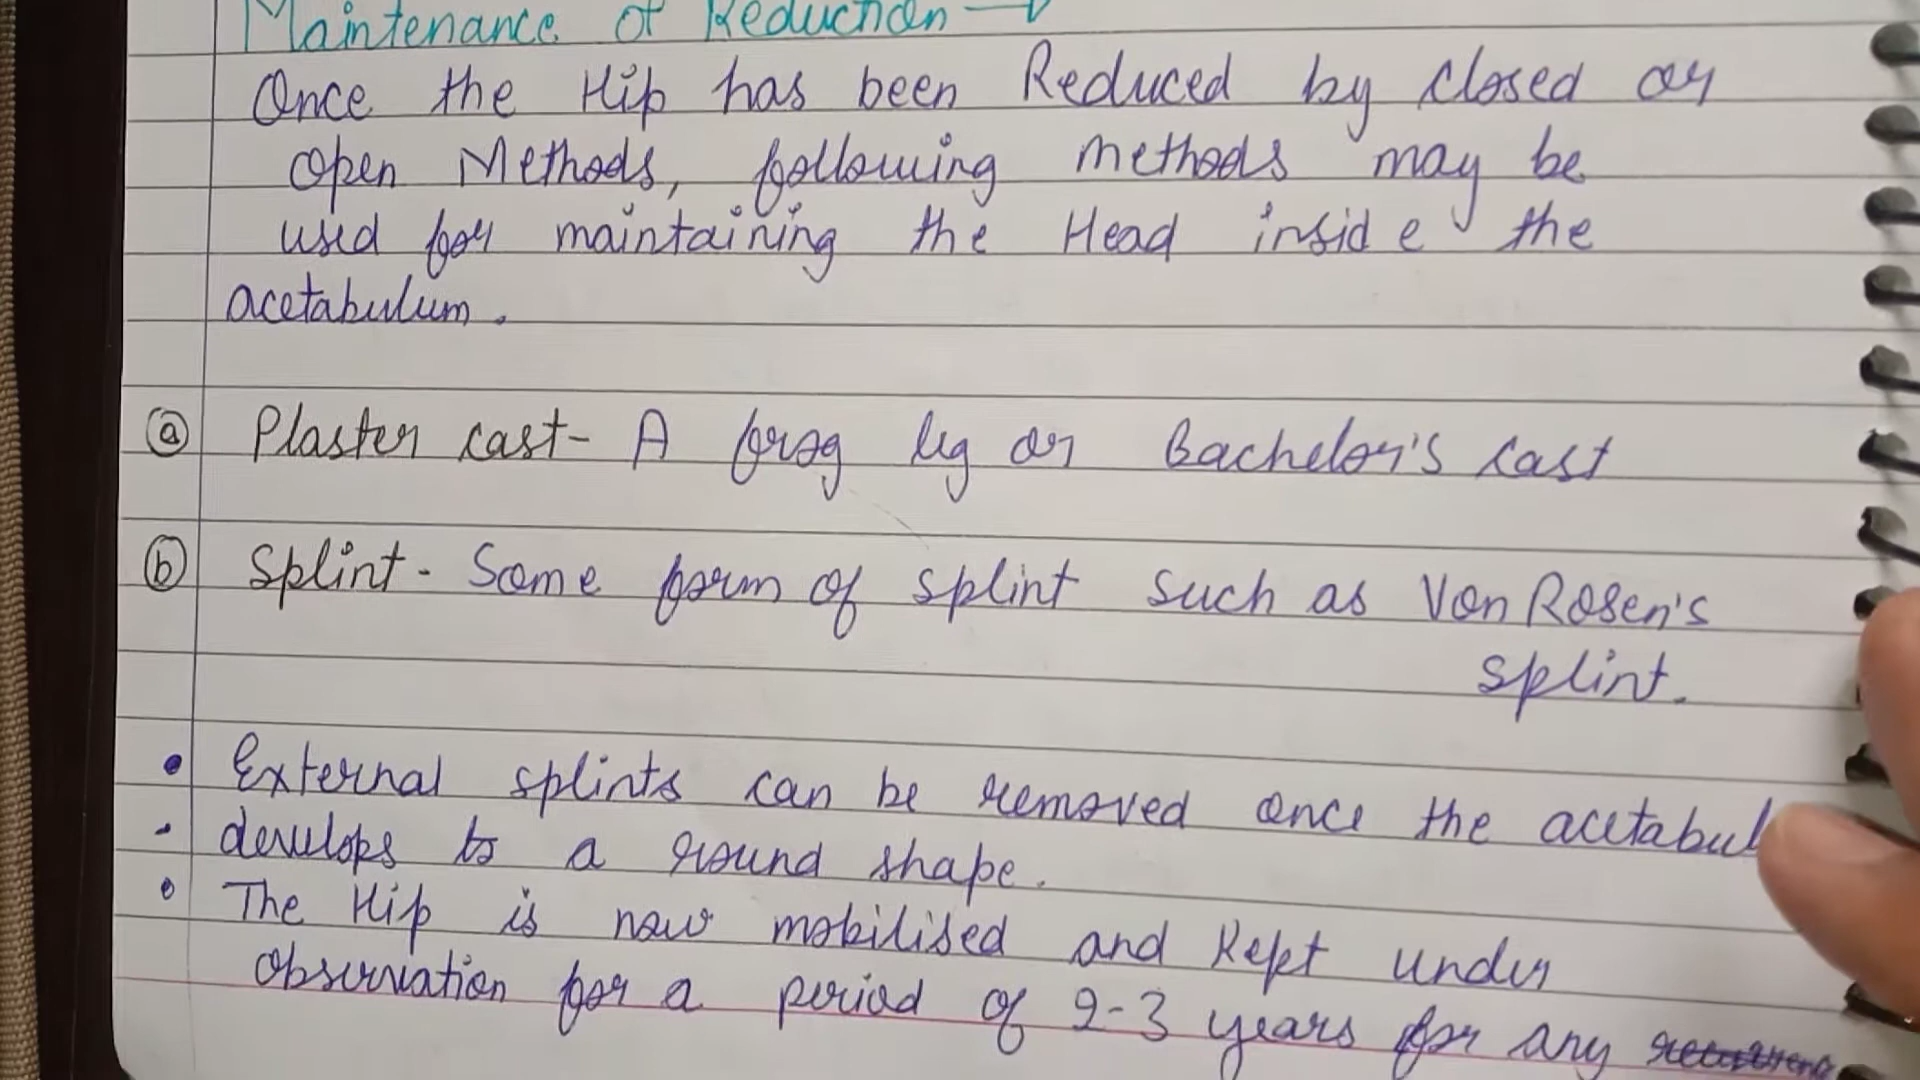 Maintenance of Reduction →
Once the Hip has been Reduced by closed or
open Methods, following methods may be
used for maintaining the Head inside the
acetabulum.
ⓐ Plaster cast - A frog leg or Bachelor's cast
ⓑ Splint - Some form of splint such as Von Rosen's
splint.
• External splints can be removed once the acetabul
- develops to a round shape.
• The Hip is now mobilised and Kept under
observation for a period of 2-3 years for any